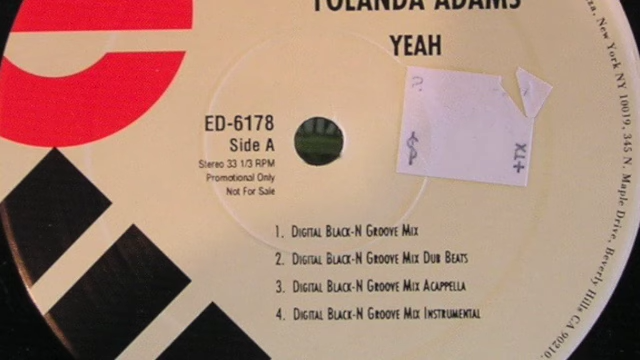 YOLANDA ADAMS
YEAH
ED-6178
Side A
Stereo 33 1/3 RPM
Promotional Only
Not For Sale
1. Digital Black-N Groove Mix
2. Digital Black-N Groove Mix Dub Beats
3. Digital Black-N Groove Mix Acappella
4. Digital Black-N Groove Mix Instrumental
New York NY 10019, 345 N. Maple Drive, Beverly Hills CA 90210